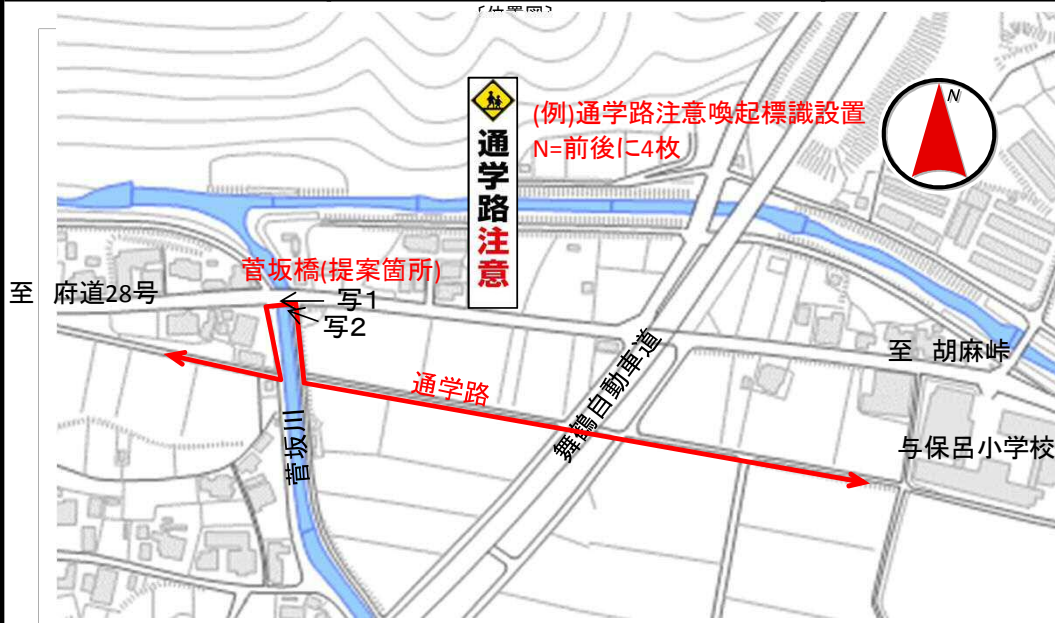 〔位置図〕
N
(例)通学路注意喚起標識設置
N=前後に4枚
通学路注意
菅坂橋(提案箇所)
至 府道28号
写1
写2
至 胡麻峠
通学路
舞鶴自動車道
与保呂小学校
菅坂川